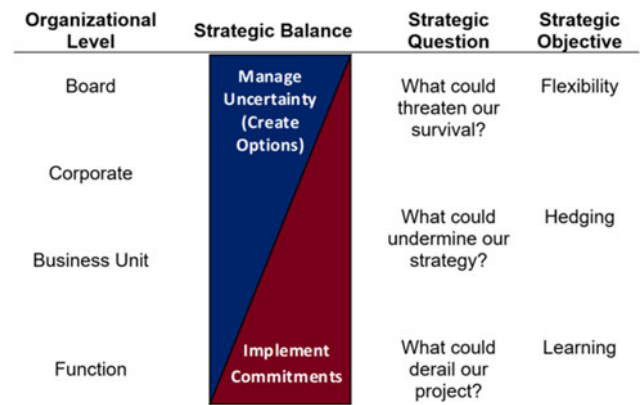 Organizational
Level
Strategic Balance
Strategic
Question
Strategic
Objective
Board
Manage
Uncertainty
(Create
Options)
What could
threaten our
survival?
Flexibility
Corporate
Business Unit
What could
undermine our
strategy?
Hedging
Function
Implement
Commitments
What could
derail our
project?
Learning